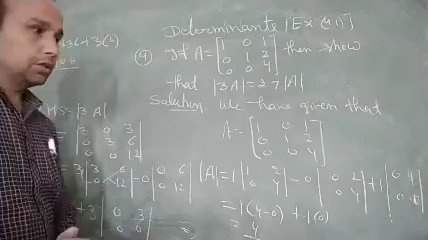 Determinants [Ex (4.1)]
(4) If A = [1 0 1
0 1 2
0 0 4] then show
that |3A| = 27|A|
Solution We have given that
A = [1 0 1
0 1 2
0 0 4]
HS = |3A|
= |3 0 3
0 3 6
0 0 12|
= 3|3 6
0 12| -0|0 6
0 12|
+3|0 3
0 0|
|A| = 1|1 2
0 4| -0|0 2
0 4| +1|0 1
0 0|
= 1(4-0) +1(0)
= 4